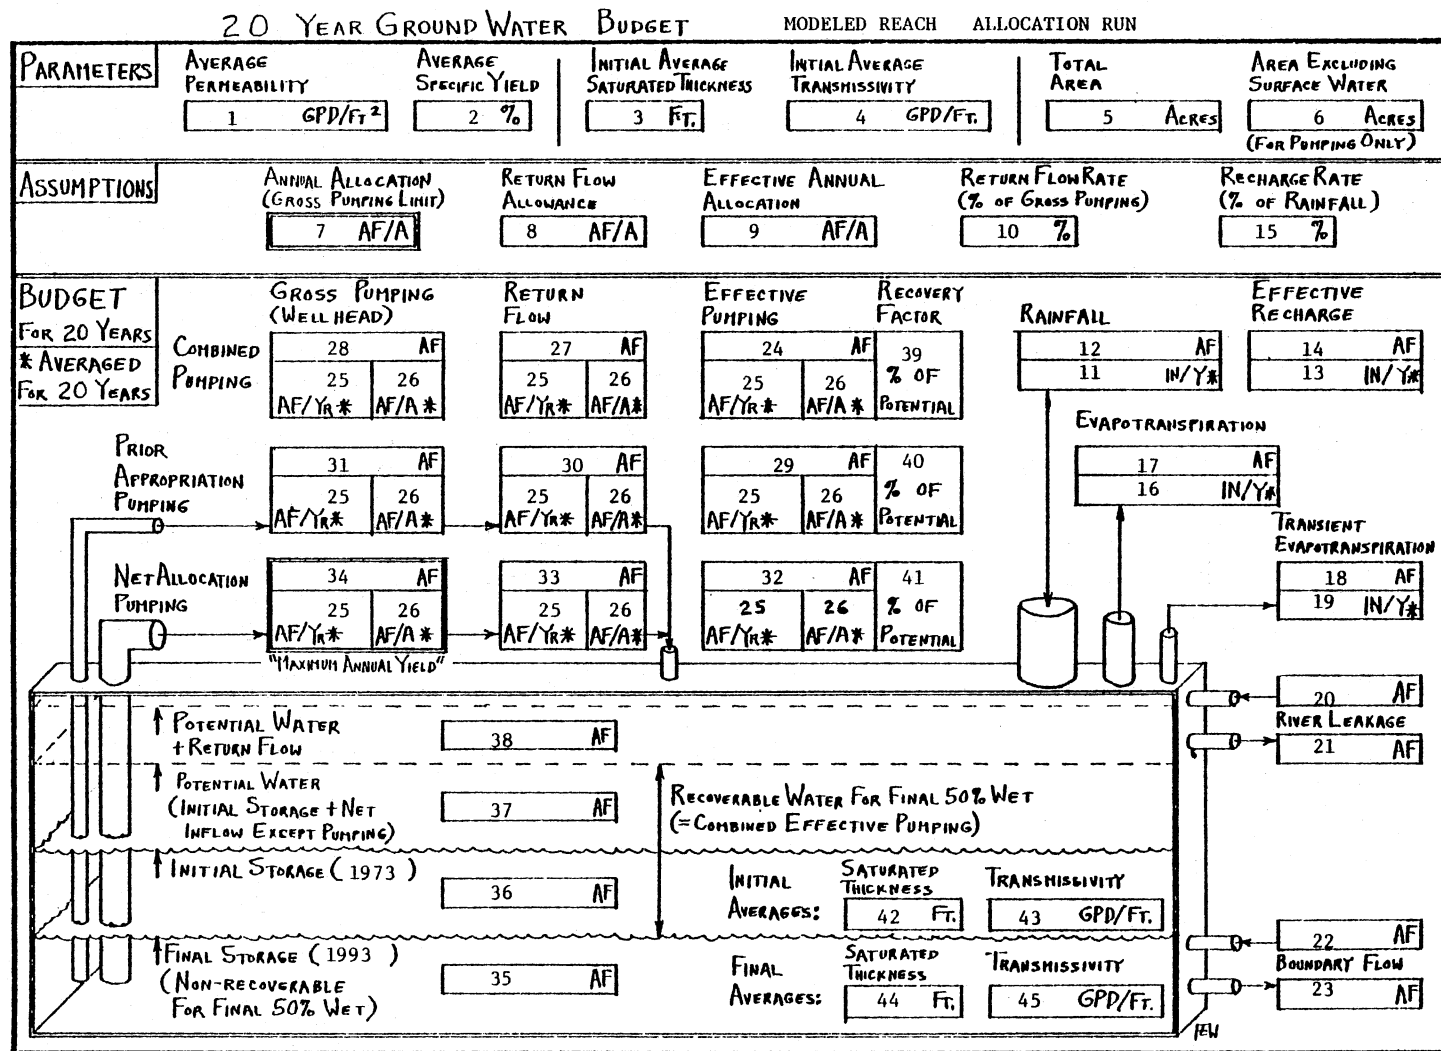 20 YEAR GROUND WATER BUDGET MODELED REACH ALLOCATION RUN
PARAMETERS
AVERAGE PERMEABILITY
1 GPD/FT²
AVERAGE SPECIFIC YIELD
2 %
INITIAL AVERAGE SATURATED THICKNESS
3 FT.
INTIAL AVERAGE TRANSMISSIVITY
4 GPD/FT.
TOTAL AREA
5 ACRES
AREA EXCLUDING SURFACE WATER
6 ACRES
(FOR PUMPING ONLY)
ASSUMPTIONS
ANNUAL ALLOCATION
(GROSS PUMPING LIMIT)
7 AF/A
RETURN FLOW ALLOWANCE
8 AF/A
EFFECTIVE ANNUAL ALLOCATION
9 AF/A
RETURN FLOW RATE
(% OF GROSS PUMPING)
10 %
RECHARGE RATE
(% OF RAINFALL)
15 %
BUDGET
FOR 20 YEARS
* AVERAGED
FOR 20 YEARS
GROSS PUMPING
(WELL HEAD)
RETURN FLOW
EFFECTIVE PUMPING
RECOVERY FACTOR
COMBINED PUMPING
28 AF
25 AF/YR*
26 AF/A*
27 AF
25 AF/YR*
26 AF/A*
24 AF
25 AF/YR*
26 AF/A*
39
% OF
POTENTIAL
RAINFALL
12 AF
11 IN/Y*
EFFECTIVE RECHARGE
14 AF
13 IN/Y*
PRIOR
APPROPRIATION
PUMPING
31 AF
25 AF/YR*
26 AF/A*
30 AF
25 AF/YR*
26 AF/A*
29 AF
25 AF/YR*
26 AF/A*
40
% OF
POTENTIAL
EVAPOTRANSPIRATION
17 AF
16 IN/Y*
TRANSIENT
EVAPOTRANSPIRATION
18 AF
19 IN/Y*
NET ALLOCATION
PUMPING
34 AF
25 AF/YR*
26 AF/A*
"MAXIMUM ANNUAL YIELD"
33 AF
25 AF/YR*
26 AF/A*
32 AF
25 AF/YR*
26 AF/A*
41
% OF
POTENTIAL
20 AF
RIVER LEAKAGE
21 AF
POTENTIAL WATER
+ RETURN FLOW
38 AF
POTENTIAL WATER
(INITIAL STORAGE + NET
INFLOW EXCEPT PUMPING)
37 AF
RECOVERABLE WATER FOR FINAL 50% WET
(=COMBINED EFFECTIVE PUMPING)
INITIAL STORAGE (1973)
36 AF
INITIAL
AVERAGES:
SATURATED
THICKNESS
42 FT.
TRANSMISSIVITY
43 GPD/FT.
FINAL STORAGE (1993)
(NON-RECOVERABLE
FOR FINAL 50% WET)
35 AF
FINAL
AVERAGES:
SATURATED
THICKNESS
44 FT.
TRANSMISSIVITY
45 GPD/FT.
22 AF
BOUNDARY FLOW
23 AF